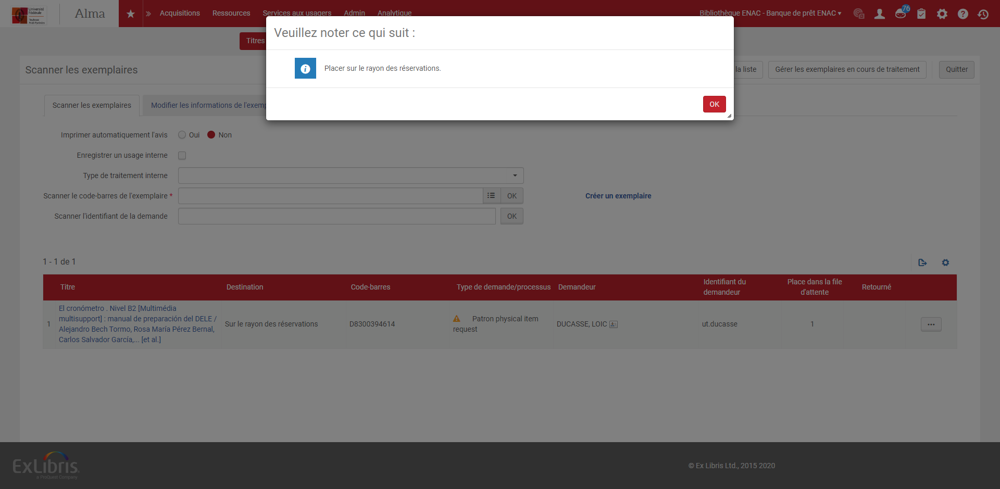 Université
Fédérale
Toulouse
Midi-Pyrénées
Alma
Acquisitions
Ressources
Services aux usagers
Admin
Analytique
Bibliothèque ENAC - Banque de prêt ENAC
76
Titres
Veuillez noter ce qui suit :
Placer sur le rayon des réservations.
OK
Scanner les exemplaires
la liste
Gérer les exemplaires en cours de traitement
Quitter
Scanner les exemplaires
Modifier les informations de l'exemp
Imprimer automatiquement l'avis
Oui
Non
Enregistrer un usage interne
Type de traitement interne
Scanner le code-barres de l'exemplaire *
OK
Créer un exemplaire
Scanner l'identifiant de la demande
OK
1 - 1 de 1
Titre
Destination
Code-barres
Type de demande/processus
Demandeur
Identifiant du
demandeur
Place dans la file
d'attente
Retourné
1
El cronómetro . Nivel B2 [Multimédia
multisupport] : manual de preparación del DELE /
Alejandro Bech Tormo, Rosa María Pérez Bernal,
Carlos Salvador García,... [et al.]
Sur le rayon des réservations
D8300394614
Patron physical item
request
DUCASSE, LOIC
ut.ducasse
1
ExLibris
a ProQuest Company
© Ex Libris Ltd., 2015 2020